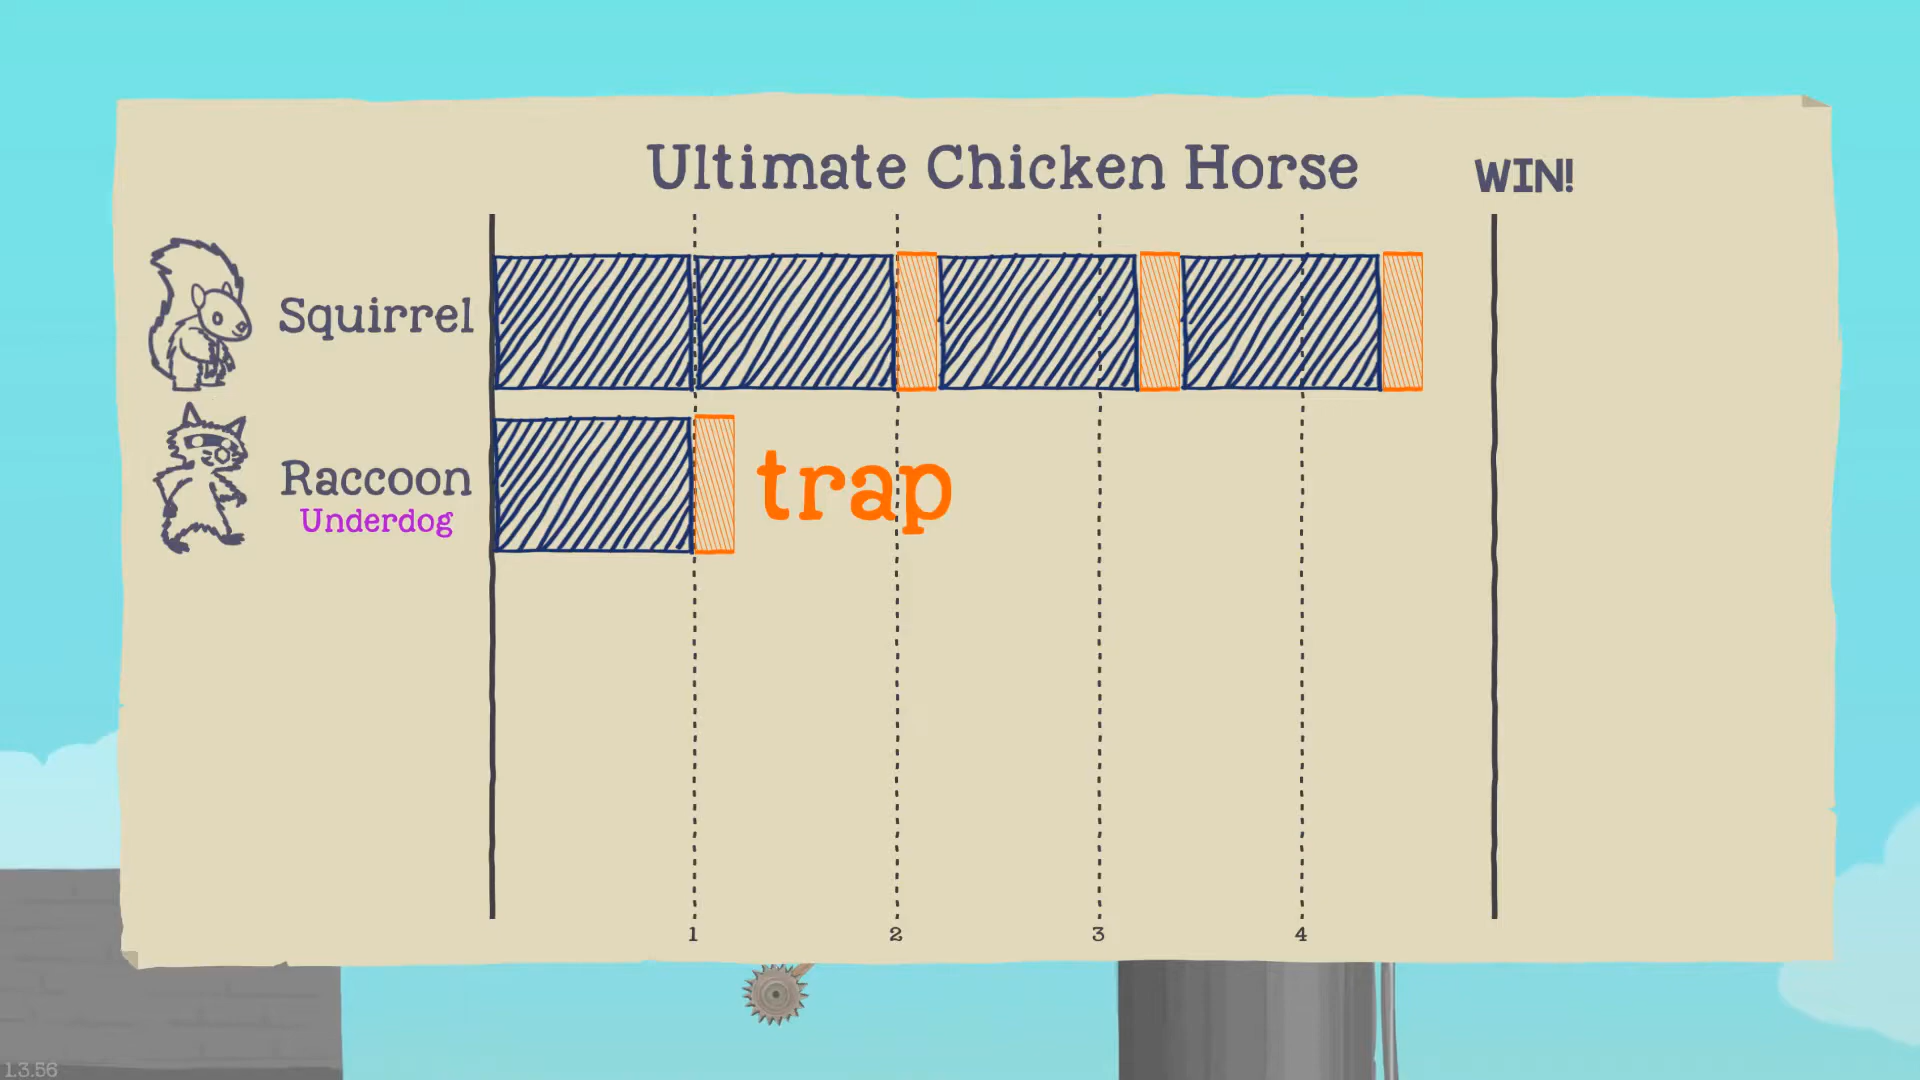 Ultimate Chicken Horse
WIN!
Squirrel
Raccoon
Underdog
trap
1 2 3 4
1.3.56